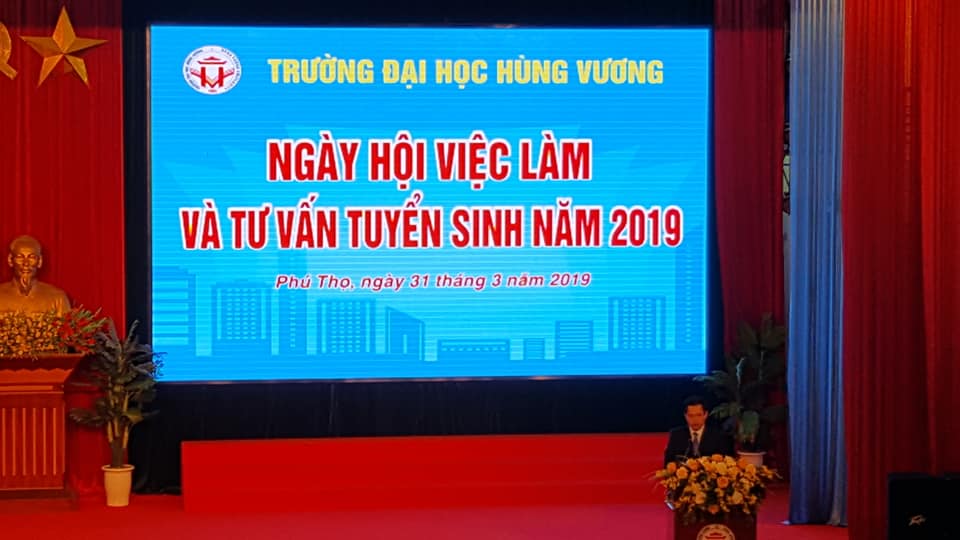 TRƯỜNG ĐẠI HỌC HÙNG VƯƠNG
NGÀY HỘI VIỆC LÀM
VÀ TƯ VẤN TUYỂN SINH NĂM 2019
Phú Thọ, ngày 31 tháng 3 năm 2019